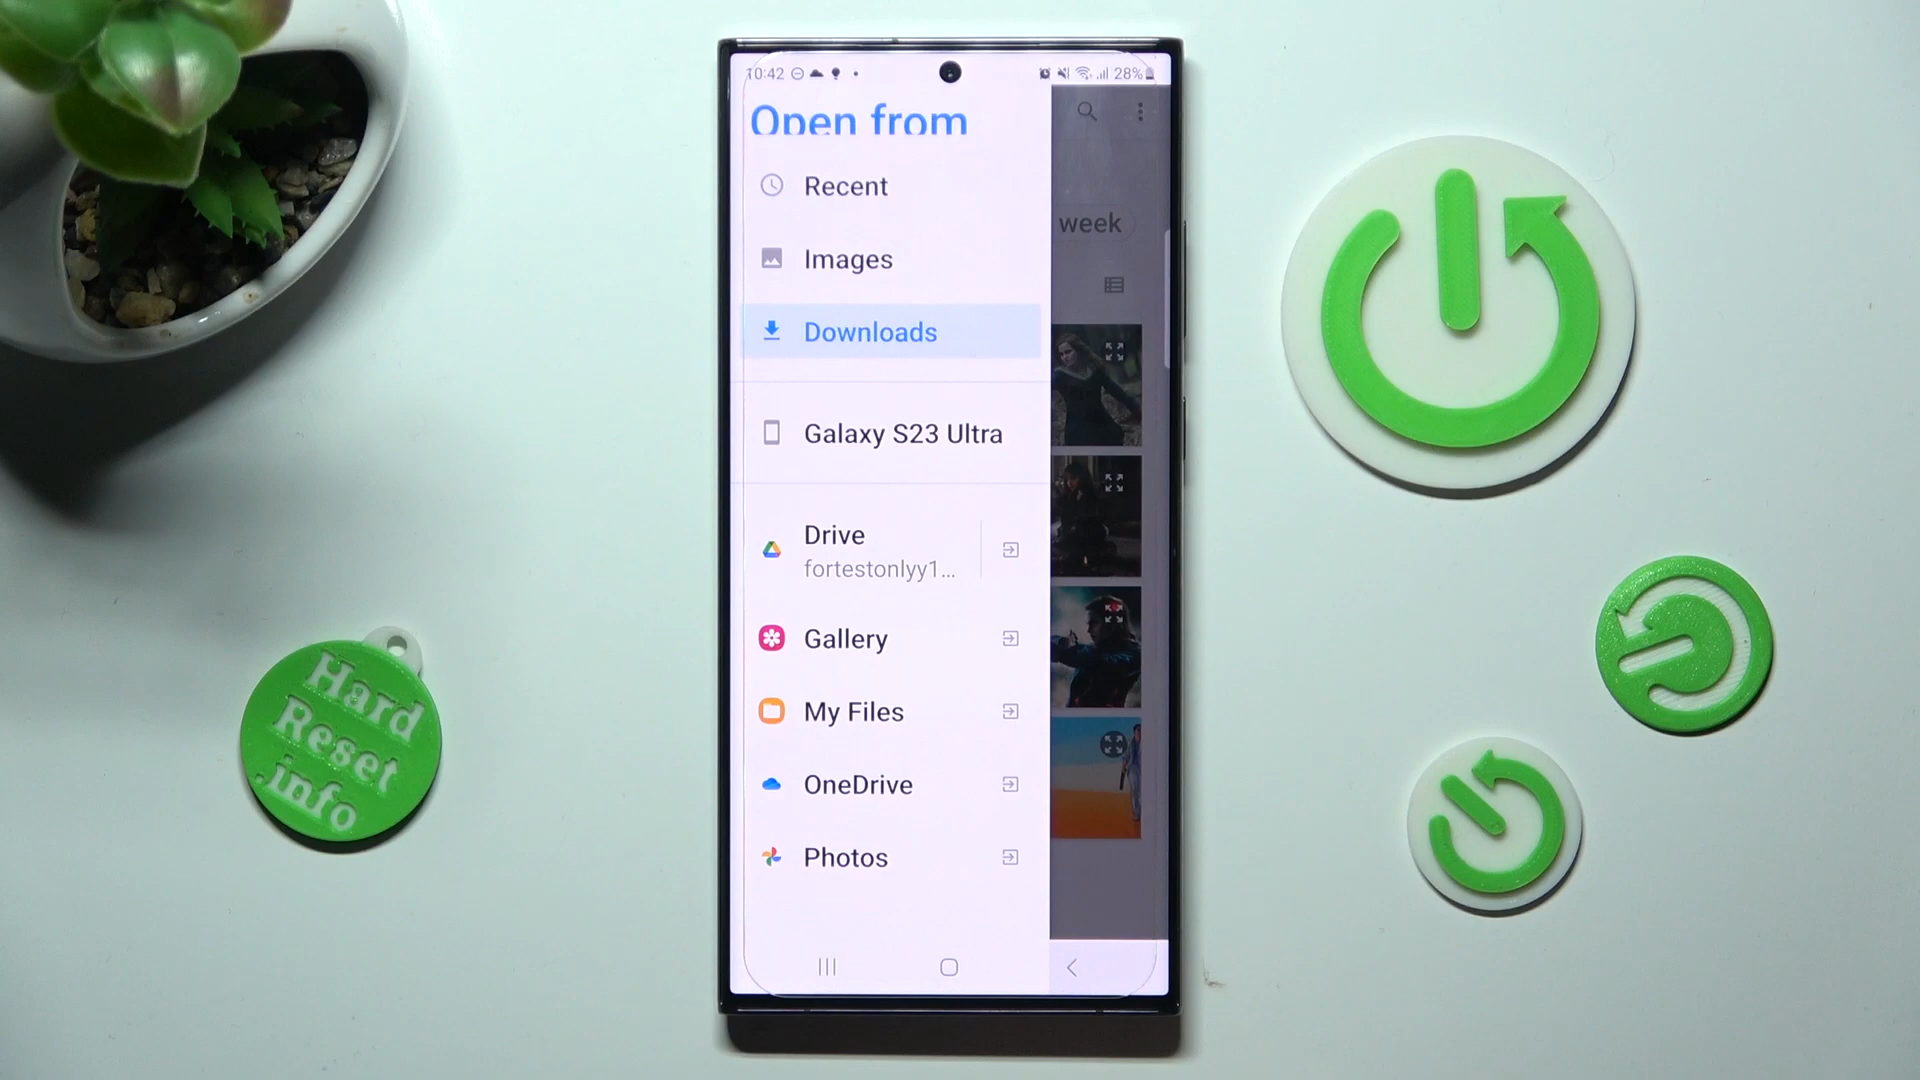 10:42
28%
Open from
Recent
Images
Downloads
Galaxy S23 Ultra
Drive
fortestonlyy1...
Gallery
My Files
OneDrive
Photos
week
Hard
Reset
.info